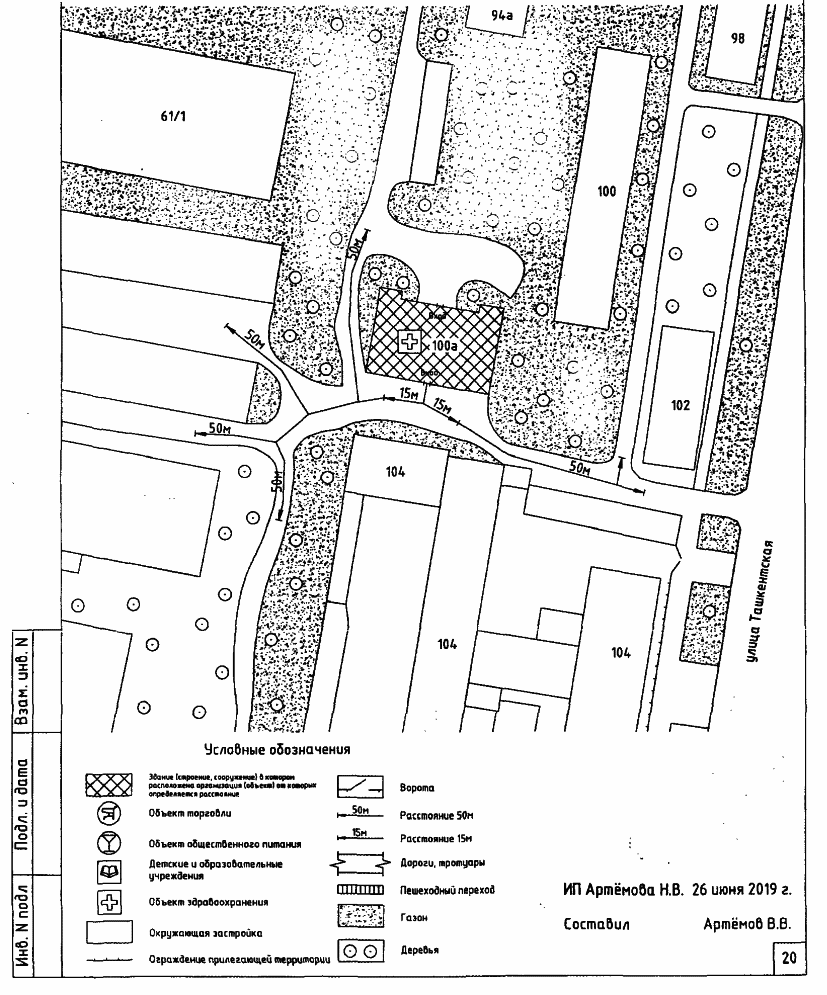 94а
98
61/1
100
50м
Вход
100а
Вход
50м
15м
15м
102
50м
50м
50м
104
104
104
улица Ташкентская
Взам. инв. N
Подл. и дата
Инв. N подл
Условные обозначения
Здание (строение, сооружение) в котором
расположена организация (объект) от которых
определяется расстояние
Объект торговли
Объект общественного питания
Детские и образовательные
учреждения
Объект здравоохранения
Окружающая застройка
Ограждение прилегающей территории
Ворота
50м Расстояние 50м
15м Расстояние 15м
Дороги, тротуары
Пешеходный переход
Газон
Деревья
ИП Артёмова Н.В. 26 июня 2019 г.
Составил Артёмов В.В.
20